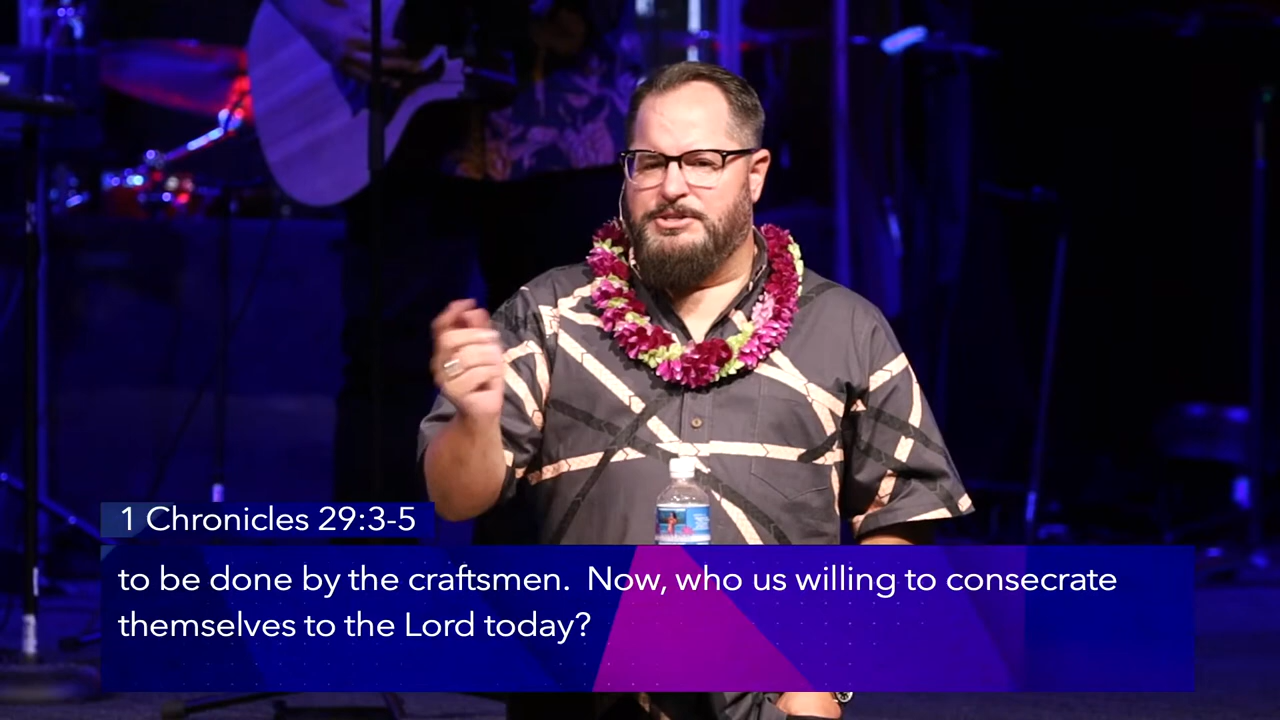 1 Chronicles 29:3-5
to be done by the craftsmen.  Now, who us willing to consecrate
themselves to the Lord today?